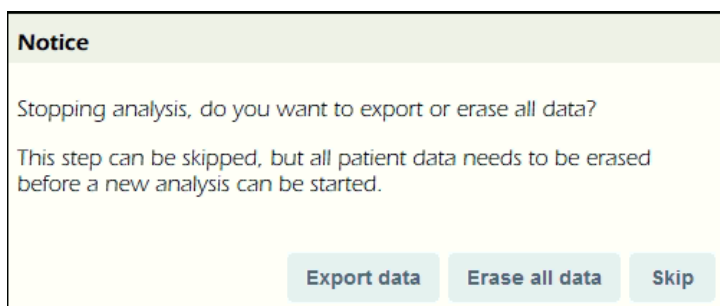 Notice
Stopping analysis, do you want to export or erase all data?
This step can be skipped, but all patient data needs to be erased
before a new analysis can be started.
Export data Erase all data Skip